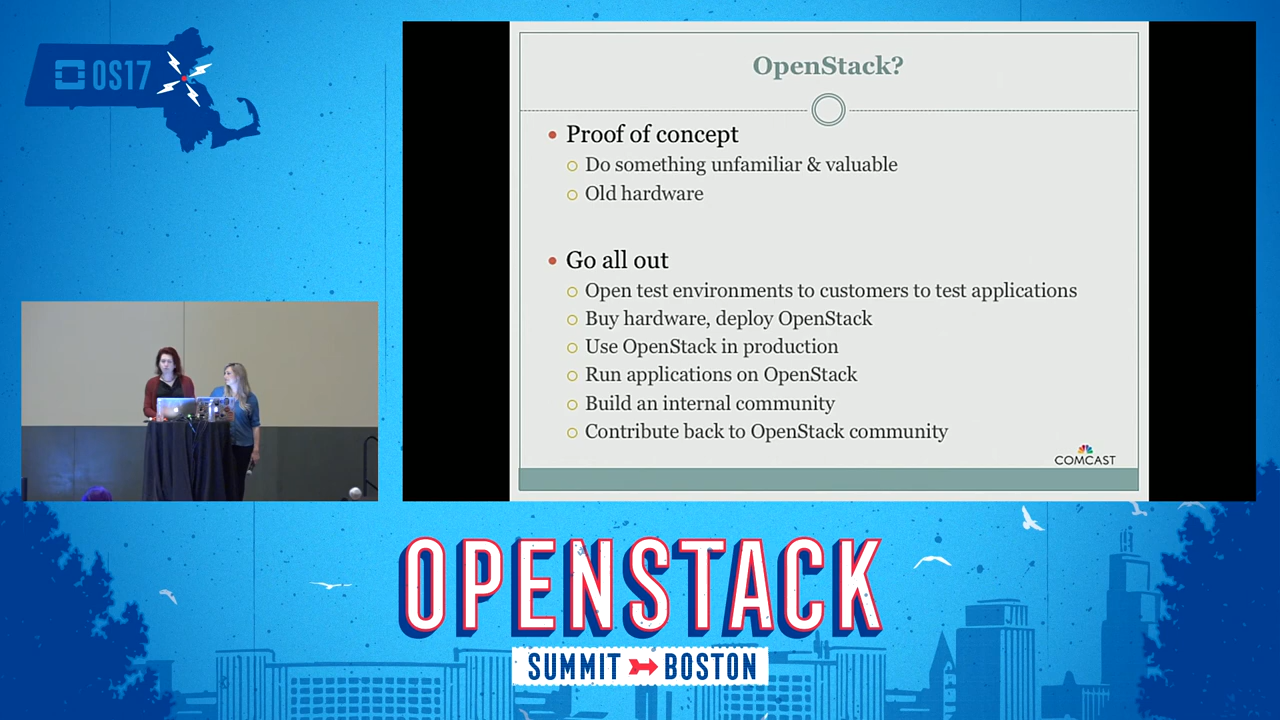 OS17
OpenStack?
Proof of concept
Do something unfamiliar & valuable
Old hardware
Go all out
Open test environments to customers to test applications
Buy hardware, deploy OpenStack
Use OpenStack in production
Run applications on OpenStack
Build an internal community
Contribute back to OpenStack community
COMCAST
OPENSTACK
SUMMIT BOSTON